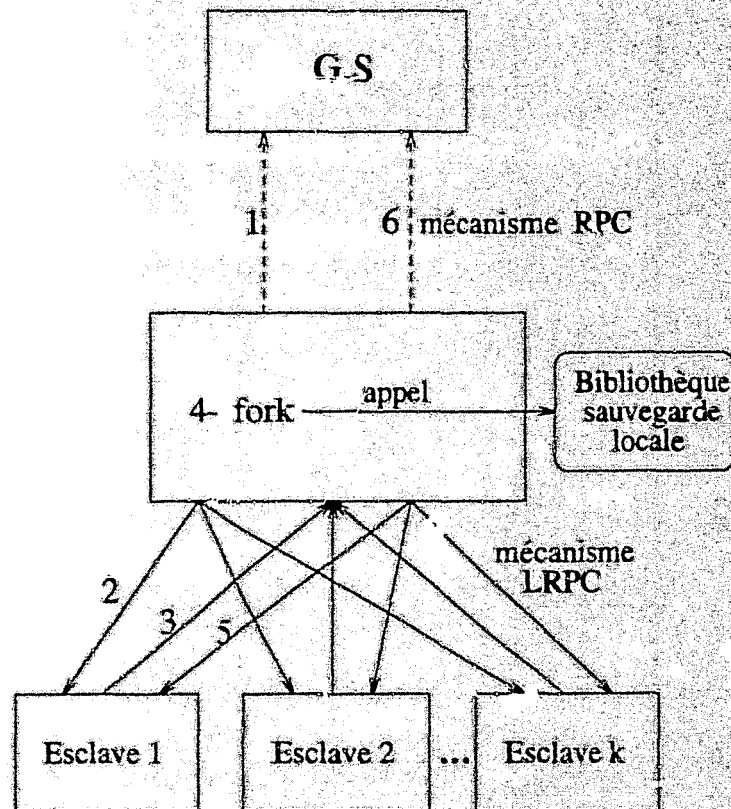 G-S
1
6 mécanisme RPC
4- fork
appel
Bibliothèque
sauvegarde
locale
mécanisme
LRPC
2
3
5
Esclave 1
Esclave 2
...
Esclave k